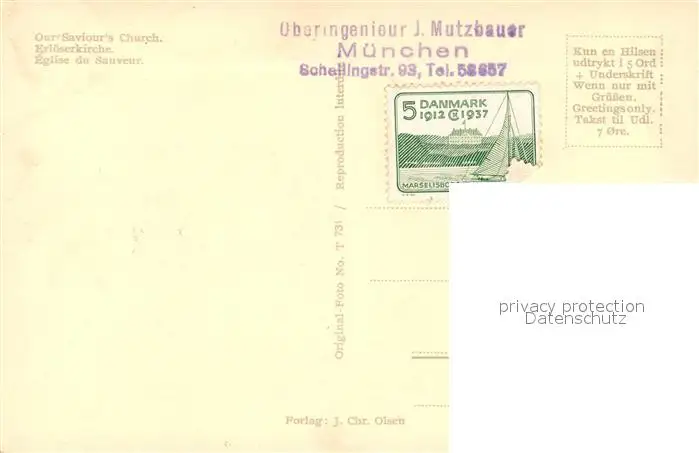 Our Saviour's Church.
Erlöserkirche.
Église du Sauveur.
Oberingenieur J. Mutzbauer
München
Schellingstr. 93, Tel. 58657
5 DANMARK
1912 1937
Kun en Hilsen
udtrykt i 5 Ord
+ Underskrift
Wenn nur mit
Grüßen.
Greetings only.
Takst til Udl.
7 Øre.
Original-Foto No. T 731 / Reproduction
privacy protection
Datenschutz
Forlag: J. Chr. Olsen